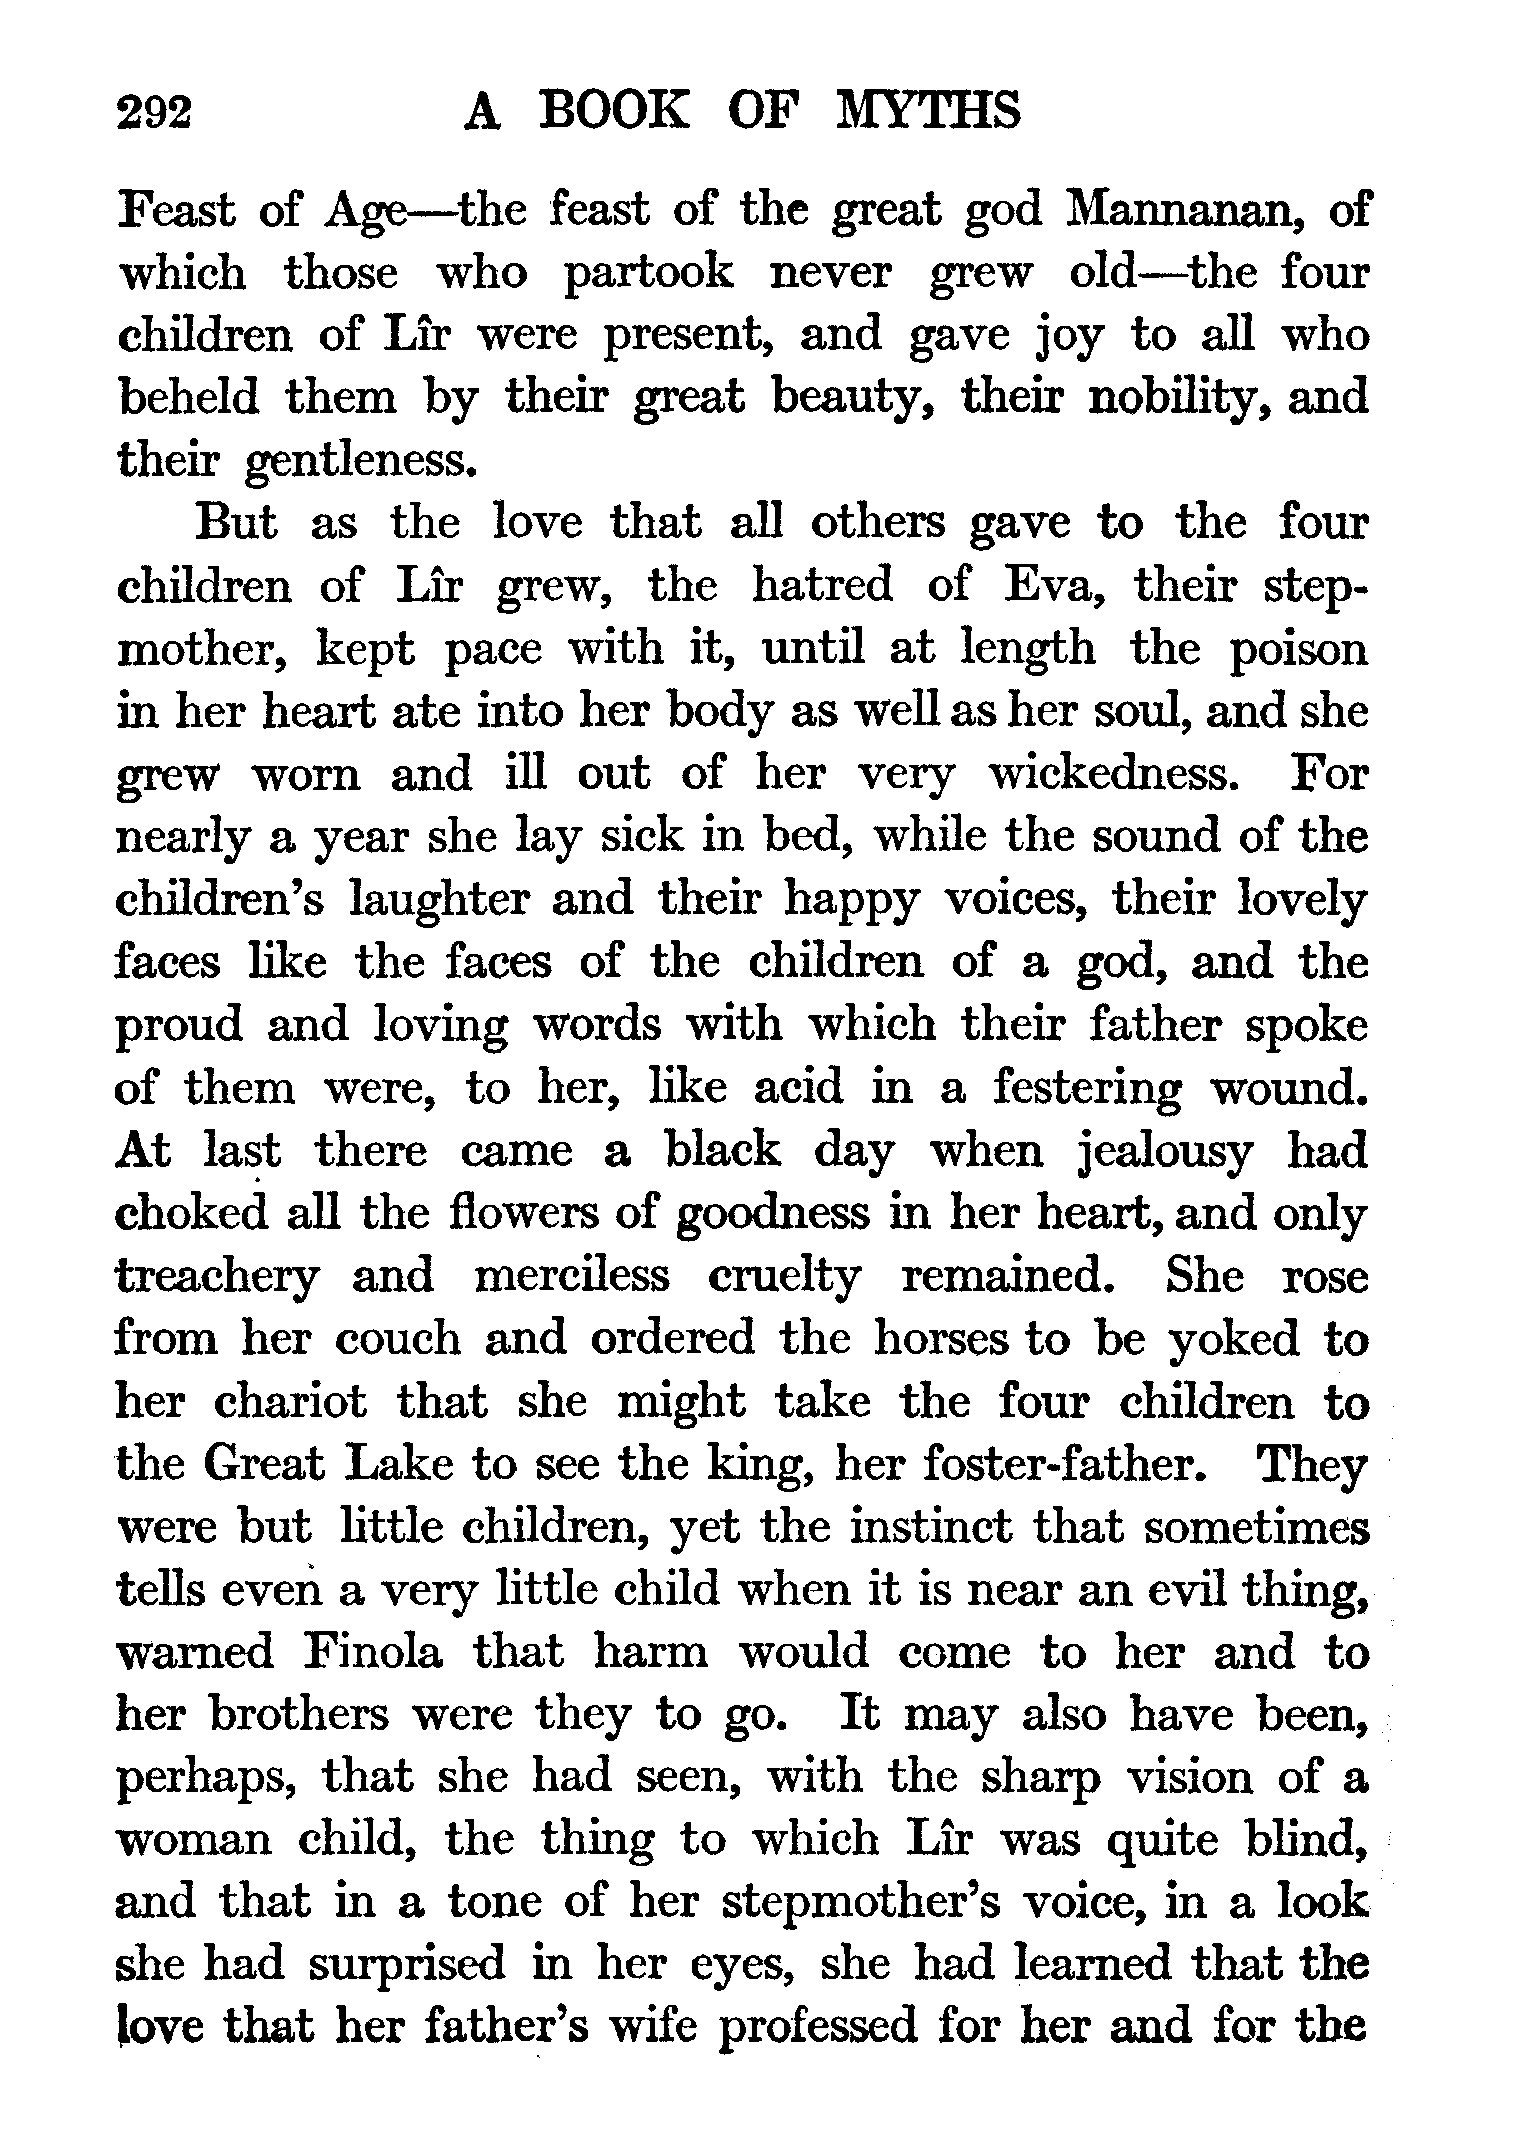 292 A BOOK OF MYTHS
Feast of Age—the feast of the great god Mannanan, of
which those who partook never grew old—the four
children of Lîr were present, and gave joy to all who
beheld them by their great beauty, their nobility, and
their gentleness.
But as the love that all others gave to the four
children of Lîr grew, the hatred of Eva, their step-
mother, kept pace with it, until at length the poison
in her heart ate into her body as well as her soul, and she
grew worn and ill out of her very wickedness. For
nearly a year she lay sick in bed, while the sound of the
children's laughter and their happy voices, their lovely
faces like the faces of the children of a god, and the
proud and loving words with which their father spoke
of them were, to her, like acid in a festering wound.
At last there came a black day when jealousy had
choked all the flowers of goodness in her heart, and only
treachery and merciless cruelty remained. She rose
from her couch and ordered the horses to be yoked to
her chariot that she might take the four children to
the Great Lake to see the king, her foster-father. They
were but little children, yet the instinct that sometimes
tells even a very little child when it is near an evil thing,
warned Finola that harm would come to her and to
her brothers were they to go. It may also have been,
perhaps, that she had seen, with the sharp vision of a
woman child, the thing to which Lîr was quite blind,
and that in a tone of her stepmother's voice, in a look
she had surprised in her eyes, she had learned that the
love that her father's wife professed for her and for the